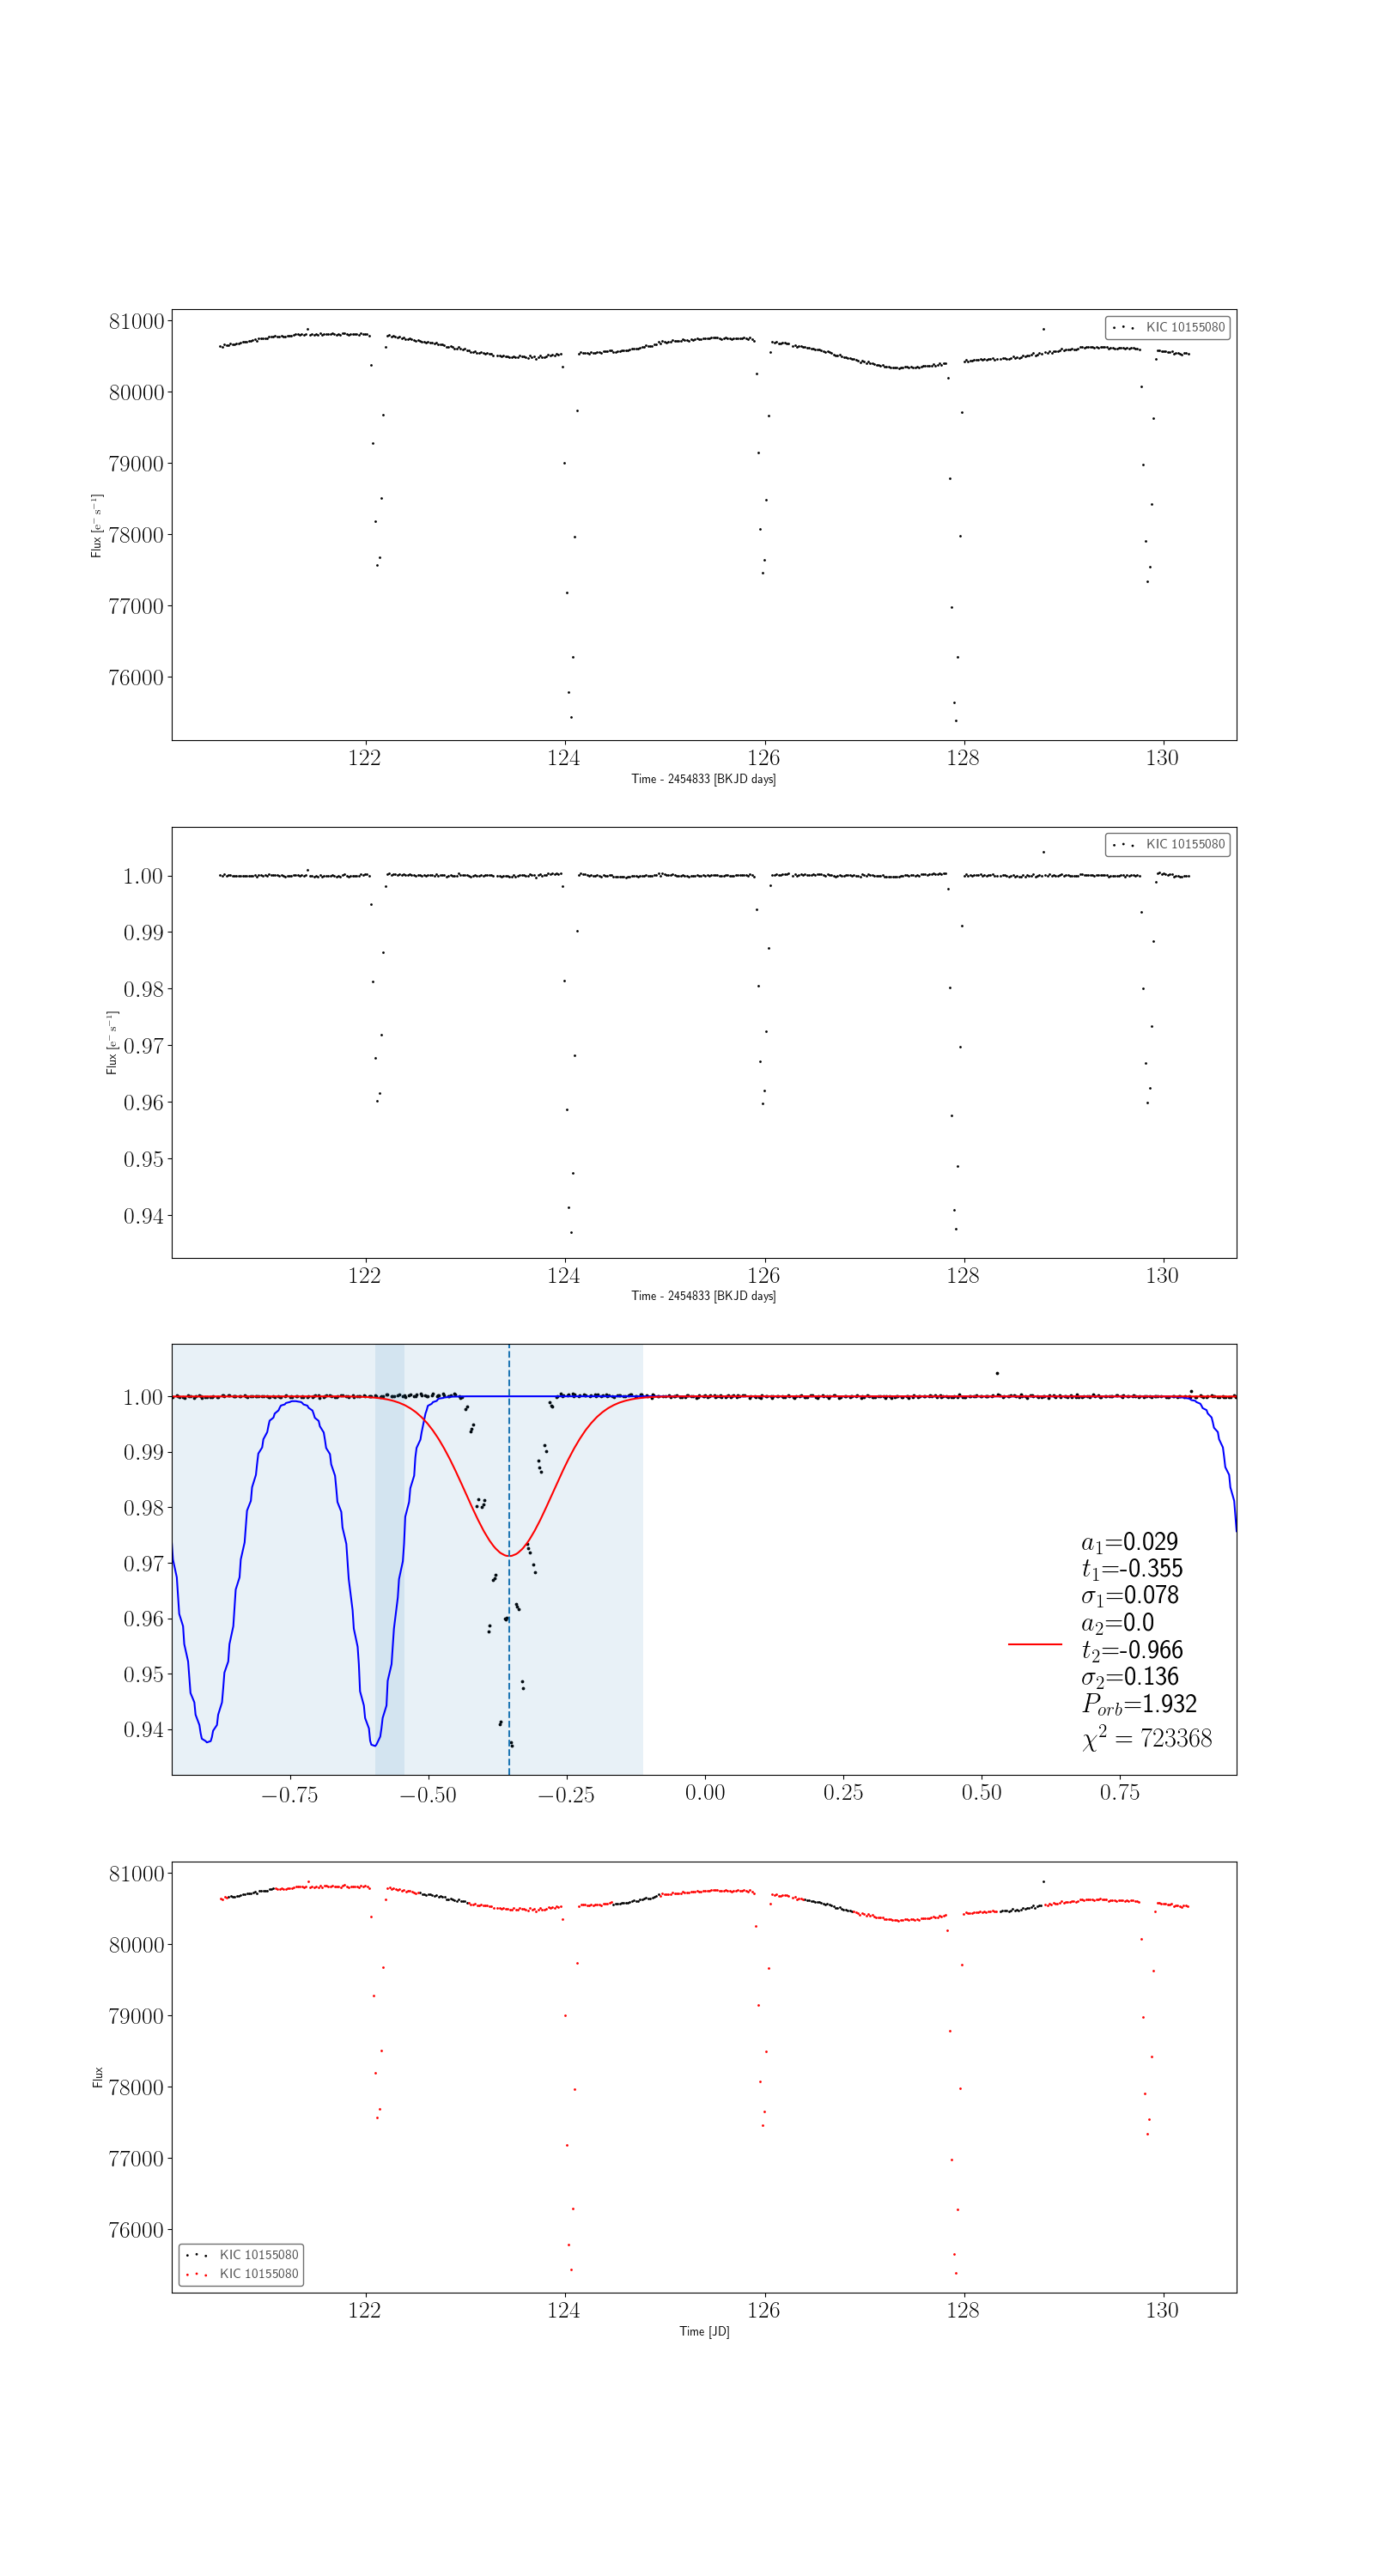 81000
80000
79000
78000
77000
76000
Flux [e− s−1]
KIC 10155080
122 124 126 128 130
Time - 2454833 [BKJD days]
1.00
0.99
0.98
0.97
0.96
0.95
0.94
Flux [e− s−1]
KIC 10155080
122 124 126 128 130
Time - 2454833 [BKJD days]
1.00
0.99
0.98
0.97
0.96
0.95
0.94
a1=0.029
t1=-0.355
σ1=0.078
a2=0.0
t2=-0.966
σ2=0.136
Porb=1.932
χ2 = 723368
−0.75 −0.50 −0.25 0.00 0.25 0.50 0.75
81000
80000
79000
78000
77000
76000
Flux
KIC 10155080
KIC 10155080
122 124 126 128 130
Time [JD]